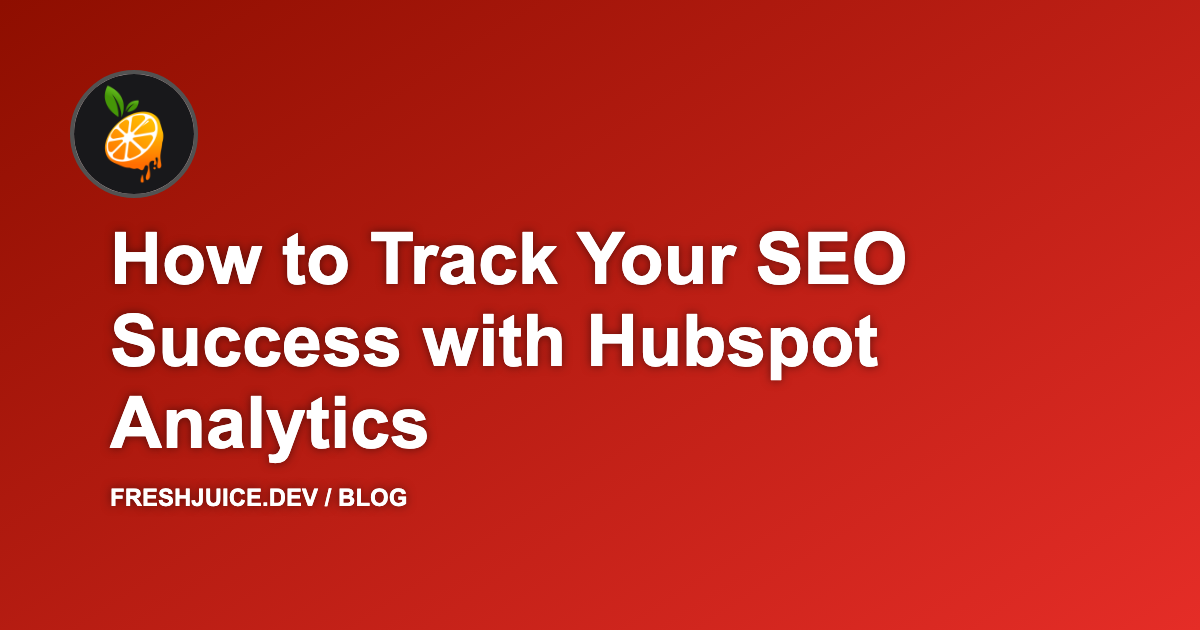 How to Track Your SEO
Success with Hubspot
Analytics
FRESHJUICE.DEV / BLOG